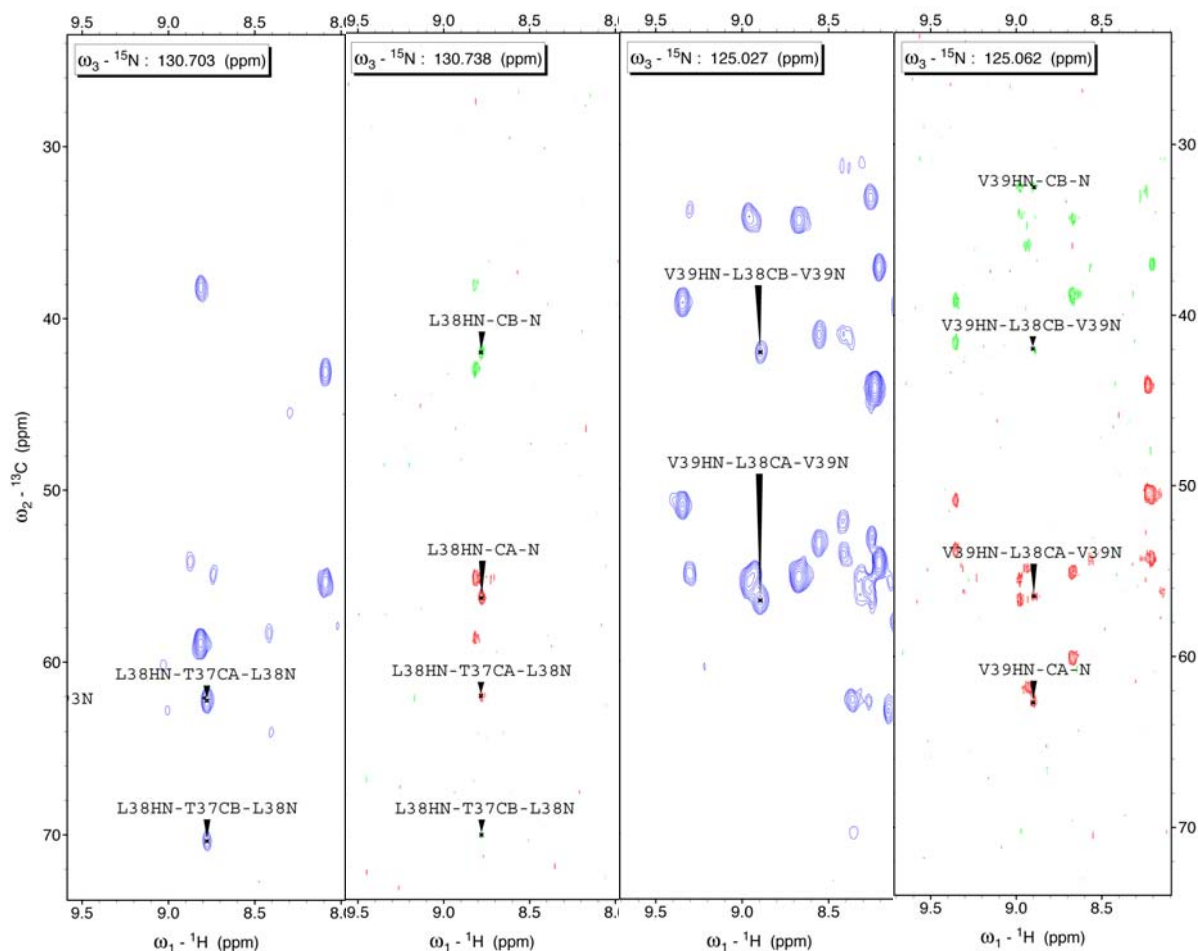 9.5 9.0 8.5 8. 9.5 9.0 8.5 8. 9.5 9.0 8.5 9.5 9.0 8.5
ω3 - 15N : 130.703 (ppm)
ω3 - 15N : 130.738 (ppm)
ω3 - 15N : 125.027 (ppm)
ω3 - 15N : 125.062 (ppm)
30
30
V39HN-CB-N
V39HN-L38CB-V39N
40
L38HN-CB-N
V39HN-L38CB-V39N
40
V39HN-L38CA-V39N
50
50
ω2 - 13C (ppm)
L38HN-CA-N
V39HN-L38CA-V39N
60
L38HN-T37CA-L38N
L38HN-T37CA-L38N
V39HN-CA-N
60
3N
L38HN-T37CB-L38N
L38HN-T37CB-L38N
70
70
9.5 9.0 8.5 8.0 9.5 9.0 8.5 8.0 9.5 9.0 8.5 9.5 9.0 8.5
ω1 - 1H (ppm)
ω1 - 1H (ppm)
ω1 - 1H (ppm)
ω1 - 1H (ppm)